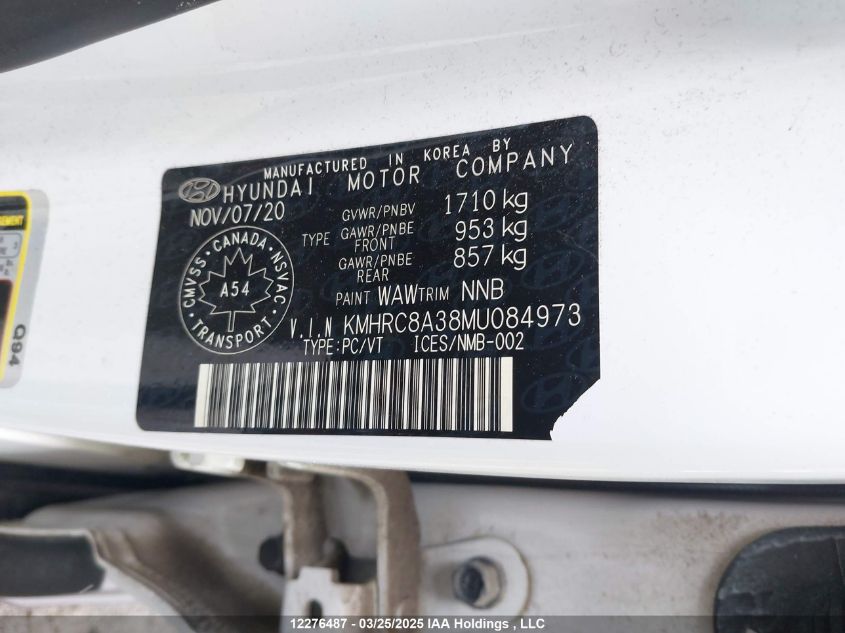 MANUFACTURED IN KOREA BY
HYUNDAI MOTOR COMPANY
NOV/07/20
GVWR/PNBV 1710 kg
TYPE GAWR/PNBE FRONT 953 kg
GAWR/PNBE REAR 857 kg
CMVSS · CANADA · NSVAC
A54
TRANSPORT
PAINT WAW TRIM NNB
V.I.N KMHRC8A38MU084973
TYPE:PC/VT ICES/NMB-002
Q94
12276487 - 03/25/2025 IAA Holdings, LLC